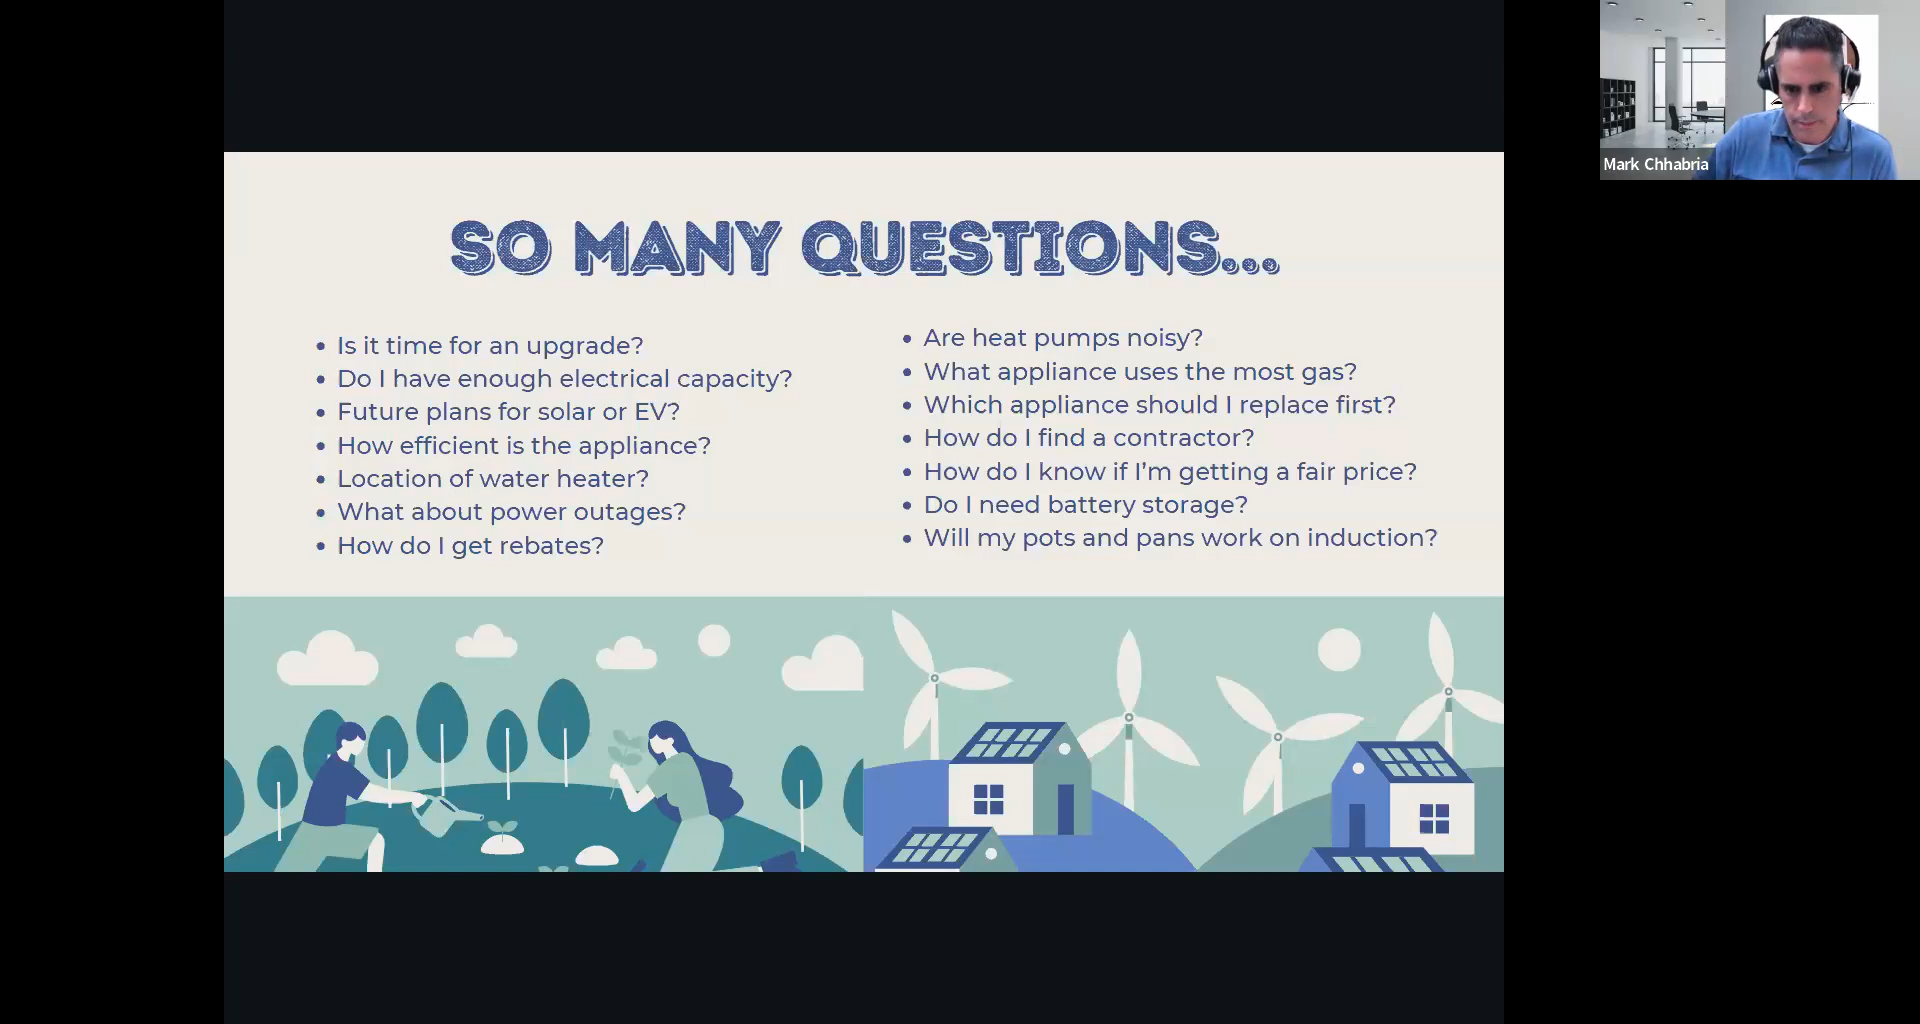 Mark Chhabria
SO MANY QUESTIONS...
• Is it time for an upgrade?
• Do I have enough electrical capacity?
• Future plans for solar or EV?
• How efficient is the appliance?
• Location of water heater?
• What about power outages?
• How do I get rebates?
• Are heat pumps noisy?
• What appliance uses the most gas?
• Which appliance should I replace first?
• How do I find a contractor?
• How do I know if I’m getting a fair price?
• Do I need battery storage?
• Will my pots and pans work on induction?